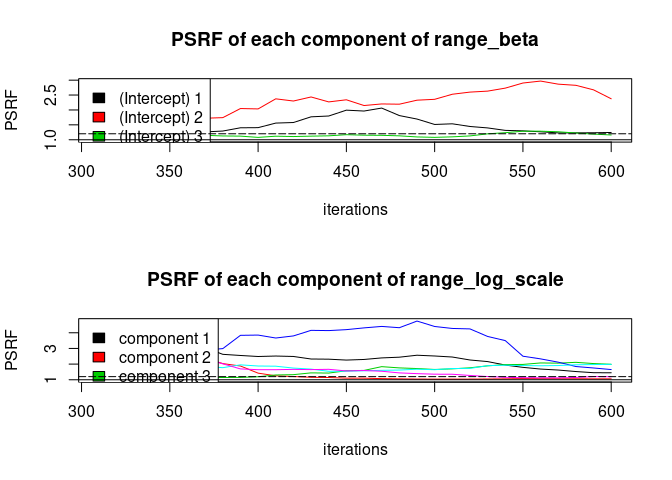 PSRF of each component of range_beta
PSRF
2.5
1.0
(Intercept) 1
(Intercept) 2
(Intercept) 3
300 350 400 450 500 550 600
iterations
PSRF of each component of range_log_scale
PSRF
3
1
component 1
component 2
component 3
300 350 400 450 500 550 600
iterations